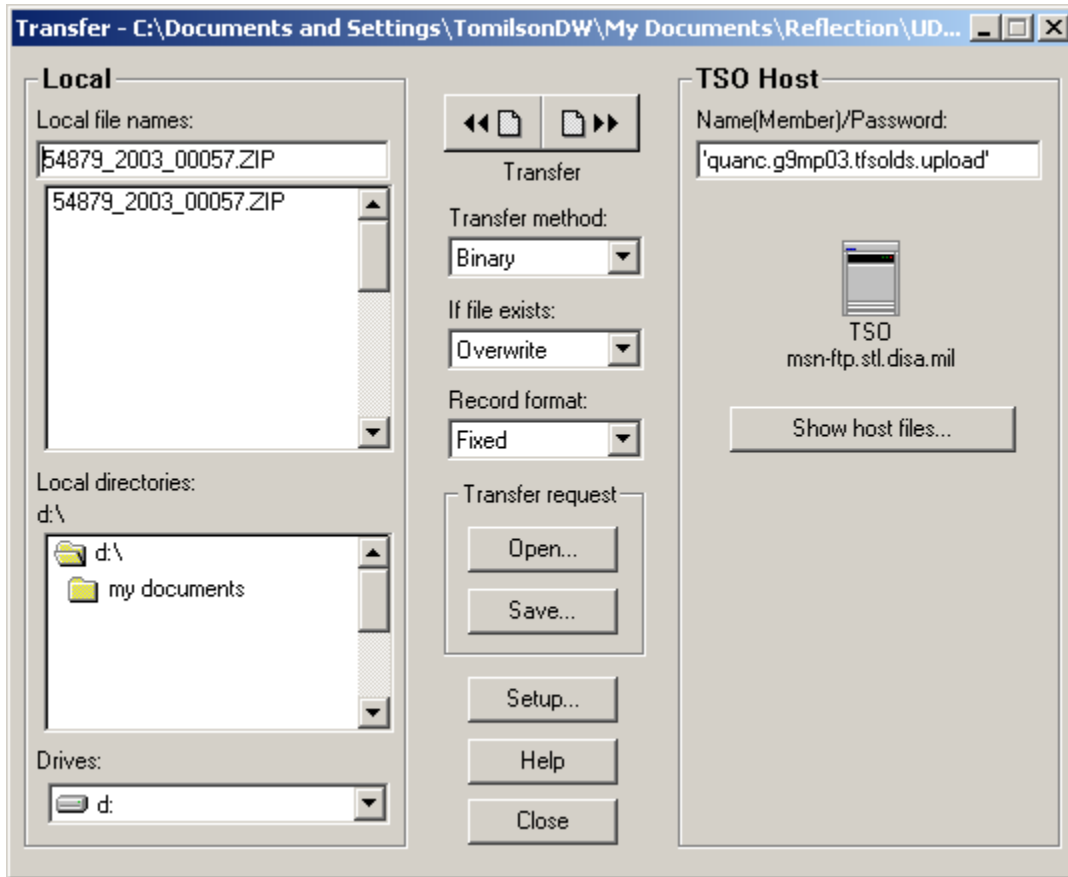 Transfer - C:\Documents and Settings\TomilsonDW\My Documents\Reflection\UD...
Local
Local file names:
54879_2003_00057.ZIP
54879_2003_00057.ZIP
Local directories:
d:\
d:\
my documents
Drives:
d:
Transfer
Transfer method:
Binary
If file exists:
Overwrite
Record format:
Fixed
Transfer request
Open...
Save...
Setup...
Help
Close
TSO Host
Name(Member)/Password:
'quanc.g9mp03.tfsolds.upload'
TSO
msn-ftp.stl.disa.mil
Show host files...